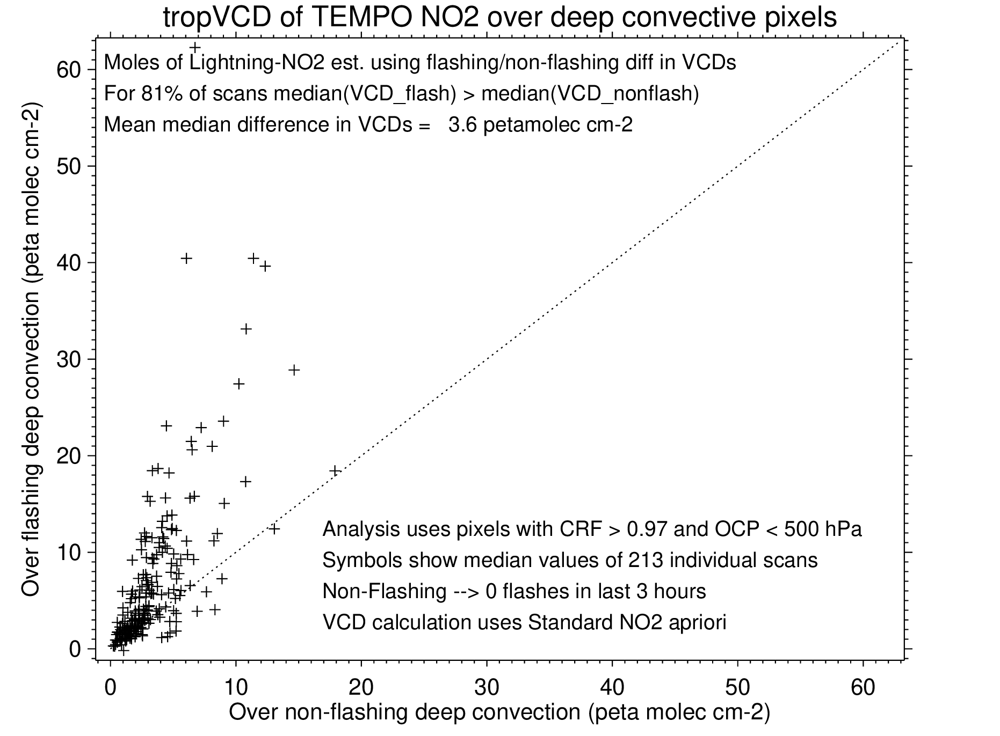 tropVCD of TEMPO NO2 over deep convective pixels
Moles of Lightning-NO2 est. using flashing/non-flashing diff in VCDs
For 81% of scans median(VCD_flash) > median(VCD_nonflash)
Mean median difference in VCDs = 3.6 petamolec cm-2
Over flashing deep convection (peta molec cm-2)
60
50
40
30
20
10
0
Analysis uses pixels with CRF > 0.97 and OCP < 500 hPa
Symbols show median values of 213 individual scans
Non-Flashing --> 0 flashes in last 3 hours
VCD calculation uses Standard NO2 apriori
0 10 20 30 40 50 60
Over non-flashing deep convection (peta molec cm-2)